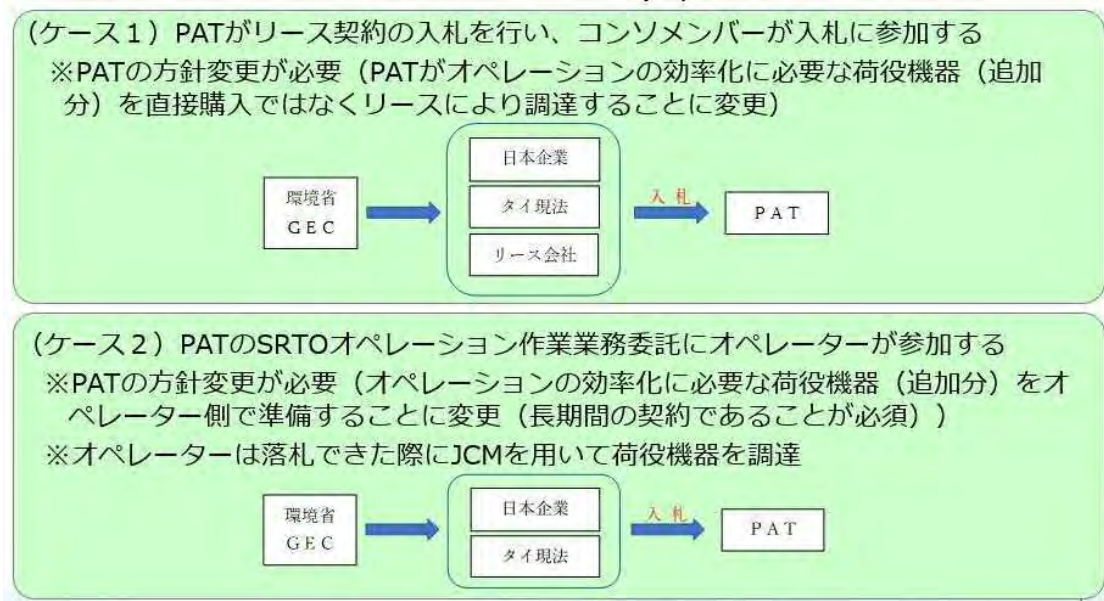 (ケース1)PATがリース契約の入札を行い、コンソメンバーが入札に参加する
※PATの方針変更が必要(PATがオペレーションの効率化に必要な荷役機器(追加
分)を直接購入ではなくリースにより調達することに変更)
日本企業
環境省
GEC
タイ現法
入札
PAT
リース会社
(ケース2)PATのSRTOオペレーション作業業務委託にオペレーターが参加する
※PATの方針変更が必要(オペレーションの効率化に必要な荷役機器(追加分)をオ
ペレーター側で準備することに変更(長期間の契約であることが必須))
※オペレーターは落札できた際にJCMを用いて荷役機器を調達
日本企業
環境省
GEC
入札
PAT
タイ現法